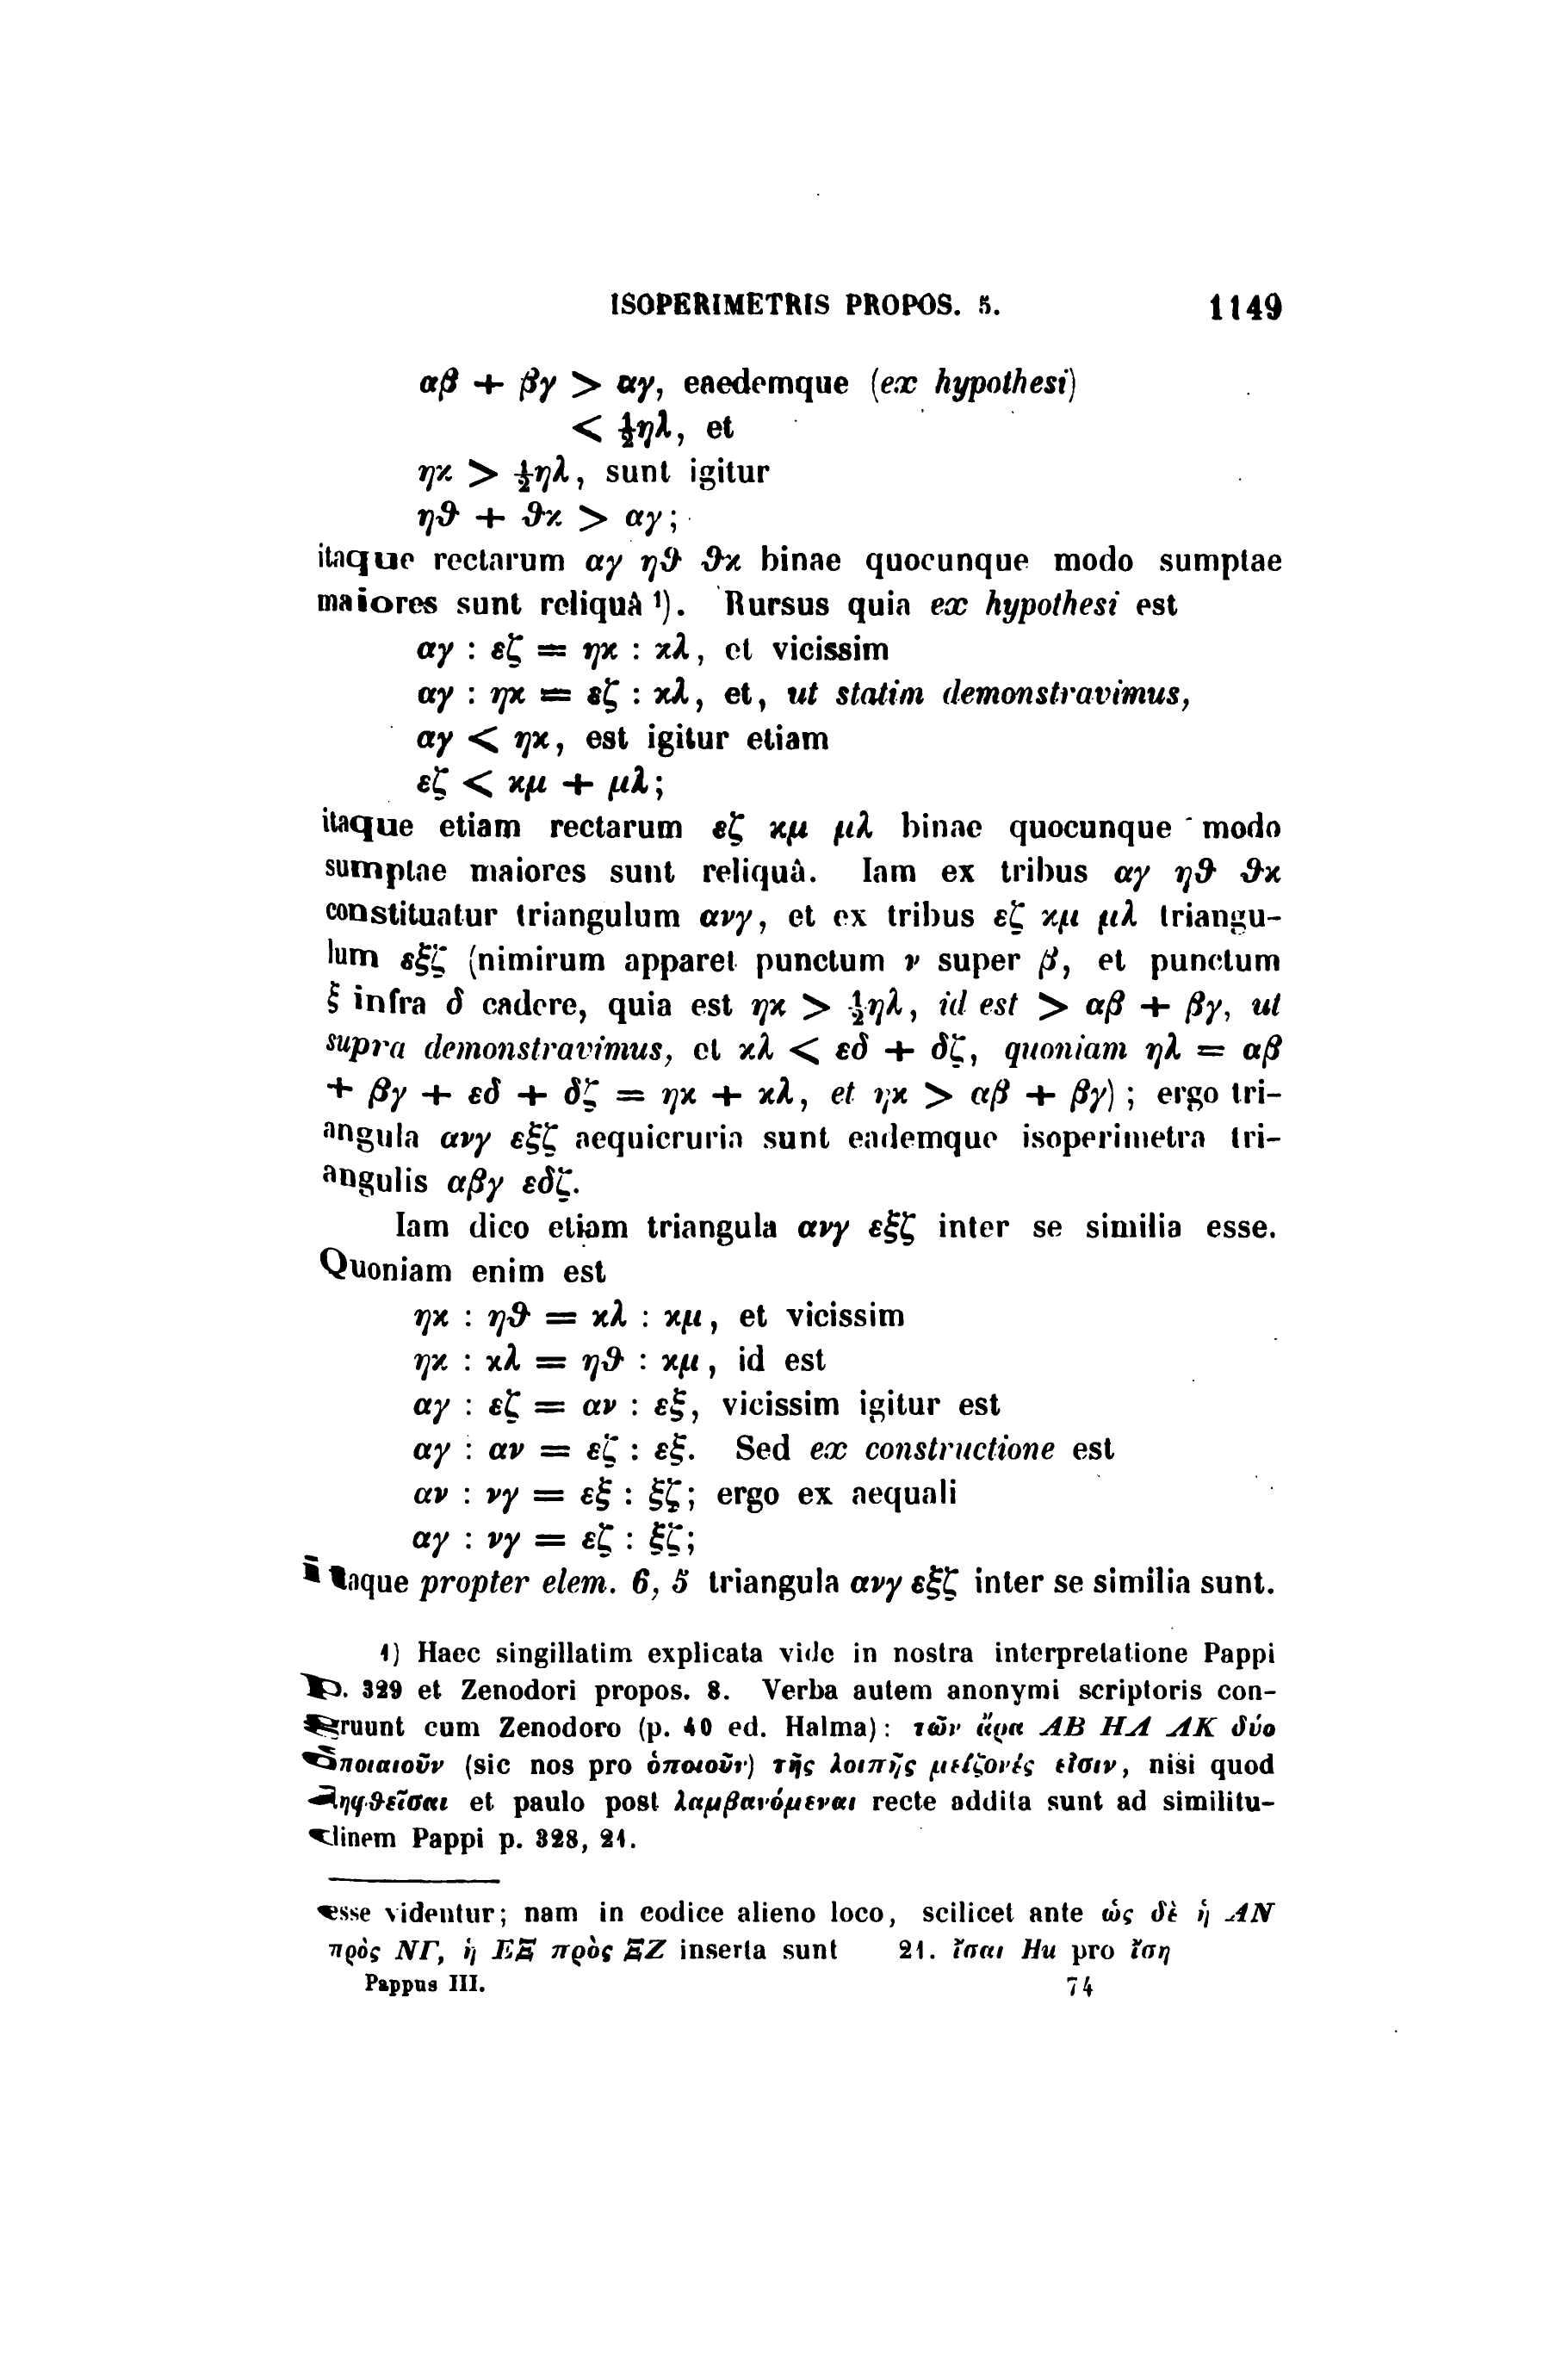 ISOPERIMETRIS PROPOS. 5. 1149
αβ + βγ > αγ, eaedemque (ex hypothesi)
< ½ηλ, et
ηκ > ½ηλ, sunt igitur
ηϑ + ϑκ > αγ;
itaque rectarum αγ ηϑ ϑκ binae quocunque modo sumptae
maiores sunt reliquâ ¹). Rursus quia ex hypothesi est
αγ : εζ = ηκ : κλ, et vicissim
αγ : ηκ = εζ : κλ, et, ut statim demonstravimus,
αγ < ηκ, est igitur etiam
εζ < κμ + μλ;
itaque etiam rectarum εζ κμ μλ binae quocunque modo
sumptae maiores sunt reliquâ. Iam ex tribus αγ ηϑ ϑκ
constituatur triangulum ανγ, et ex tribus εζ κμ μλ triangu-
lum εξζ (nimirum apparet punctum ν super β, et punctum
ξ infra δ cadere, quia est ηκ > ½ηλ, id est > αβ + βγ, ut
supra demonstravimus, et κλ < εδ + δζ, quoniam ηλ = αβ
+ βγ + εδ + δζ = ηκ + κλ, et ηκ > αβ + βγ); ergo tri-
angula ανγ εξζ aequicruria sunt eademque isoperimetra tri-
angulis αβγ εδζ.
Iam dico etiam triangula ανγ εξζ inter se similia esse.
Quoniam enim est
ηκ : ηϑ = κλ : κμ, et vicissim
ηκ : κλ = ηϑ : κμ, id est
αγ : εζ = αν : εξ, vicissim igitur est
αγ : αν = εζ : εξ. Sed ex constructione est
αν : νγ = εξ : ξζ; ergo ex aequali
αγ : νγ = εζ : ξζ;
itaque propter elem. 6, 5 triangula ανγ εξζ inter se similia sunt.
1) Haec singillatim explicata vide in nostra interpretatione Pappi
p. 329 et Zenodori propos. 8. Verba autem anonymi scriptoris con-
gruunt cum Zenodoro (p. 40 ed. Halma): τῶν ἄρα ΑΒ ΗΛ ΛΚ δύο
ὁποιαιοῦν (sic nos pro ὁποιοῦν) τῆς λοιπῆς μείζονές εἰσιν, nisi quod
ληφϑεῖσαι et paulo post λαμβανόμεναι recte addita sunt ad similitu-
dinem Pappi p. 328, 21.
esse videntur; nam in codice alieno loco, scilicet ante ὡς δὲ ἡ ΑΝ
πρὸς ΝΓ, ἡ ΕΞ πρὸς ΞΖ inserta sunt 21. ἴσαι Hu pro ἴση
Pappus III. 74